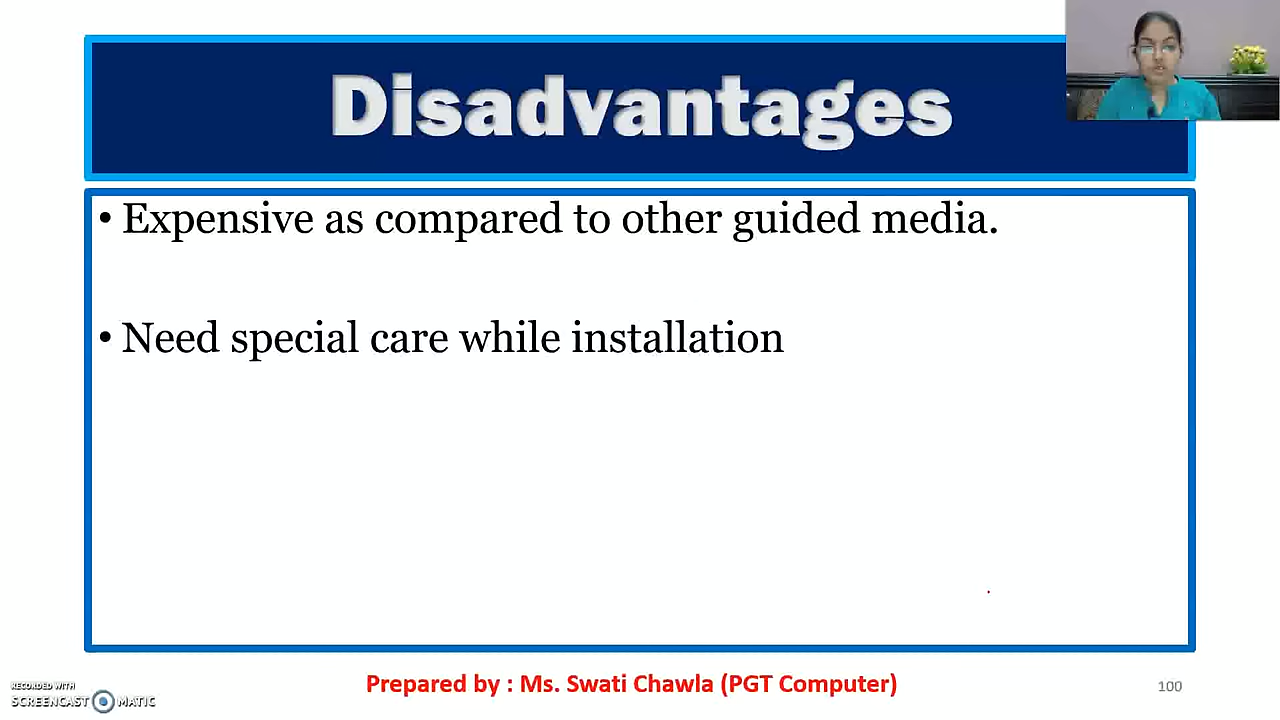 Disadvantages
• Expensive as compared to other guided media.
• Need special care while installation
Prepared by : Ms. Swati Chawla (PGT Computer)
100
RECORDED WITH
SCREENCAST MATIC